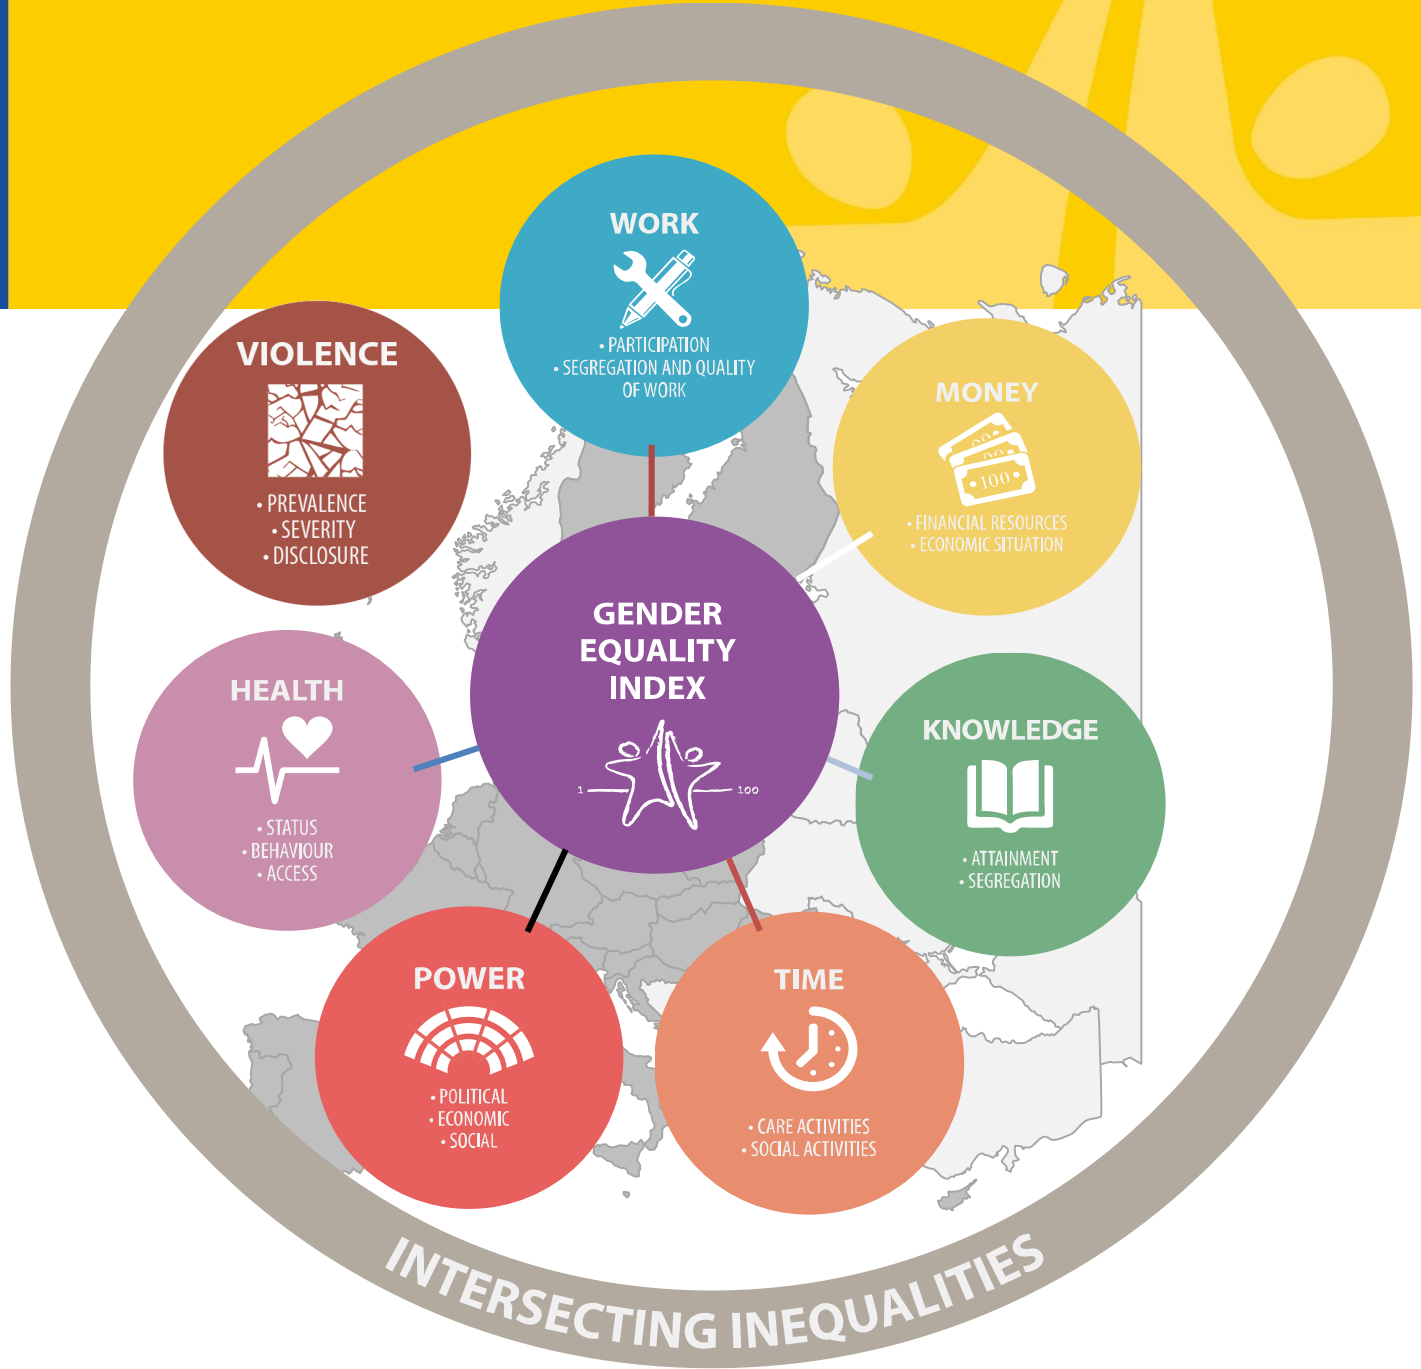 WORK
• PARTICIPATION
• SEGREGATION AND QUALITY
OF WORK
VIOLENCE
• PREVALENCE
• SEVERITY
• DISCLOSURE
MONEY
100
• FINANCIAL RESOURCES
• ECONOMIC SITUATION
GENDER
EQUALITY
INDEX
1
100
HEALTH
• STATUS
• BEHAVIOUR
• ACCESS
KNOWLEDGE
• ATTAINMENT
• SEGREGATION
POWER
• POLITICAL
• ECONOMIC
• SOCIAL
TIME
• CARE ACTIVITIES
• SOCIAL ACTIVITIES
INTERSECTING INEQUALITIES